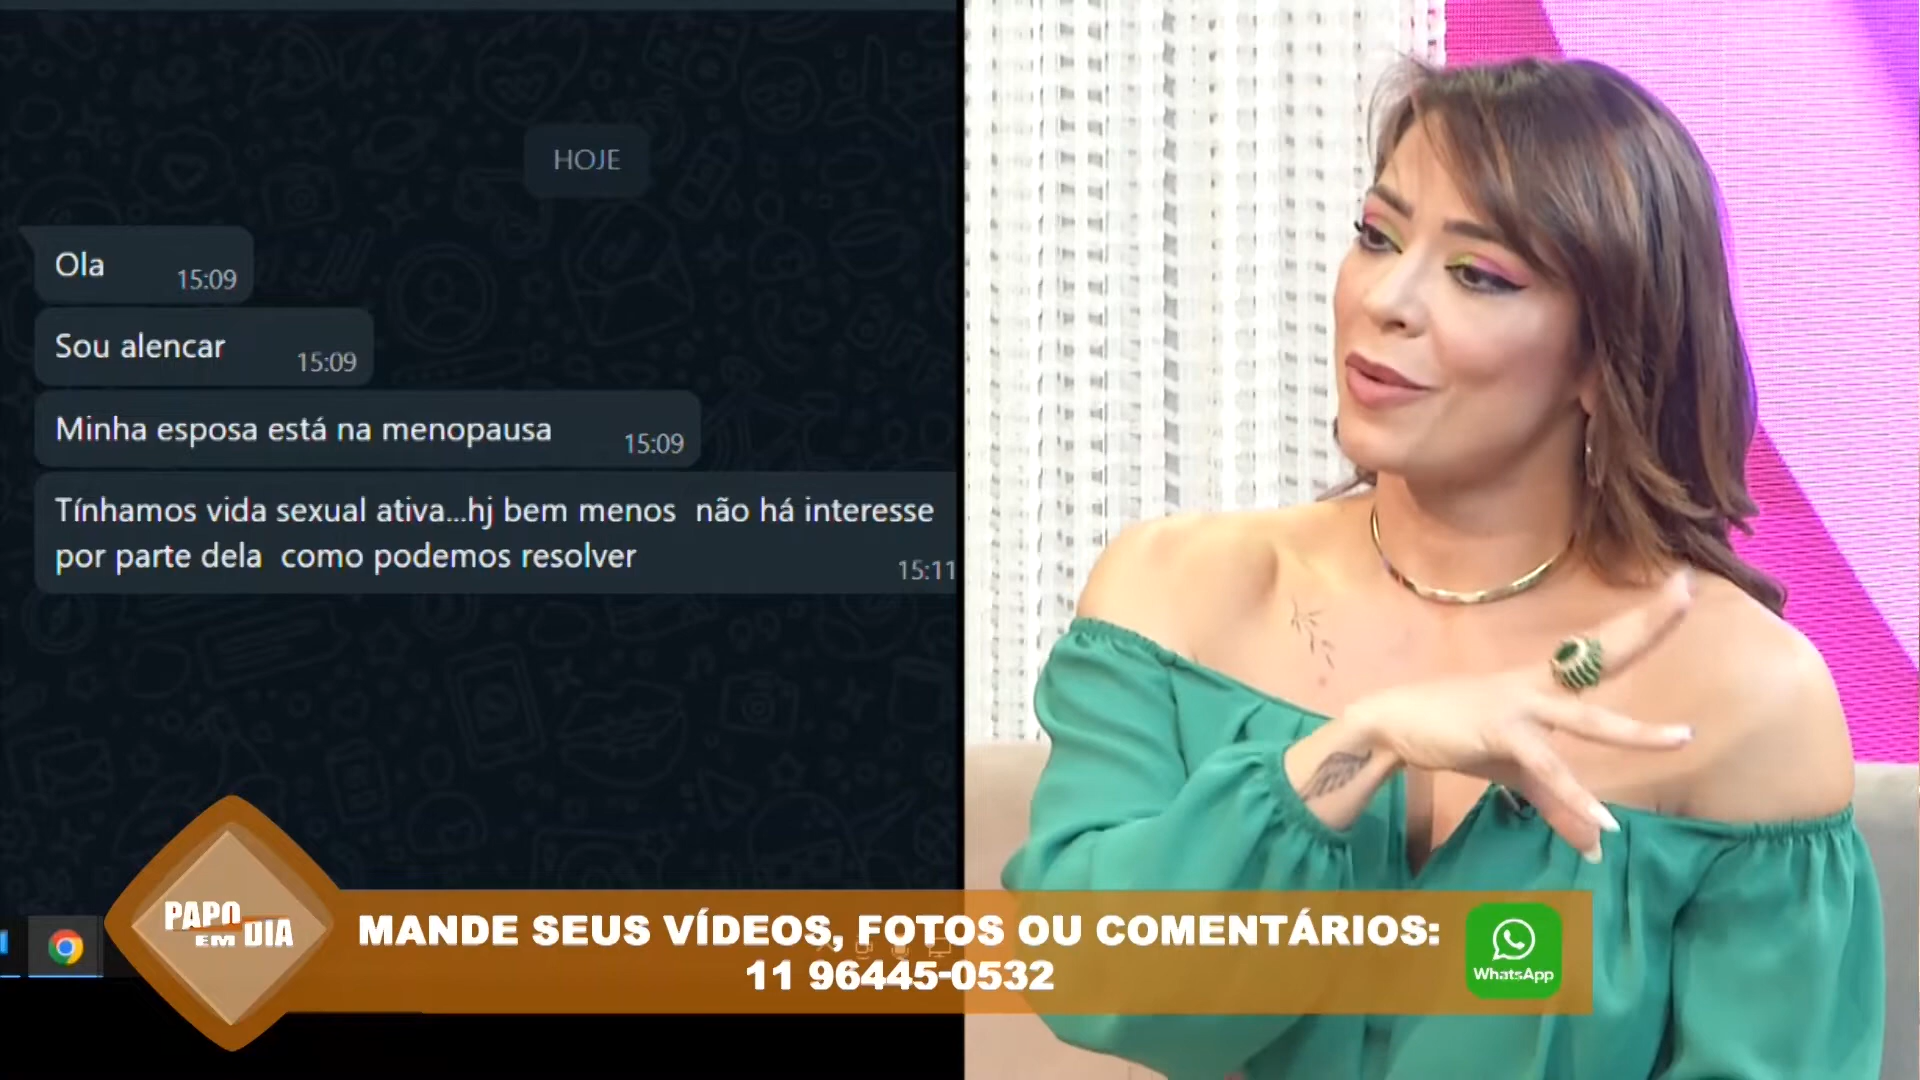 HOJE
Ola
15:09
Sou alencar
15:09
Minha esposa está na menopausa
15:09
Tínhamos vida sexual ativa...hj bem menos  não há interesse
por parte dela  como podemos resolver
15:11
PAPO
EM DIA
MANDE SEUS VÍDEOS, FOTOS OU COMENTÁRIOS:
11 96445-0532
WhatsApp